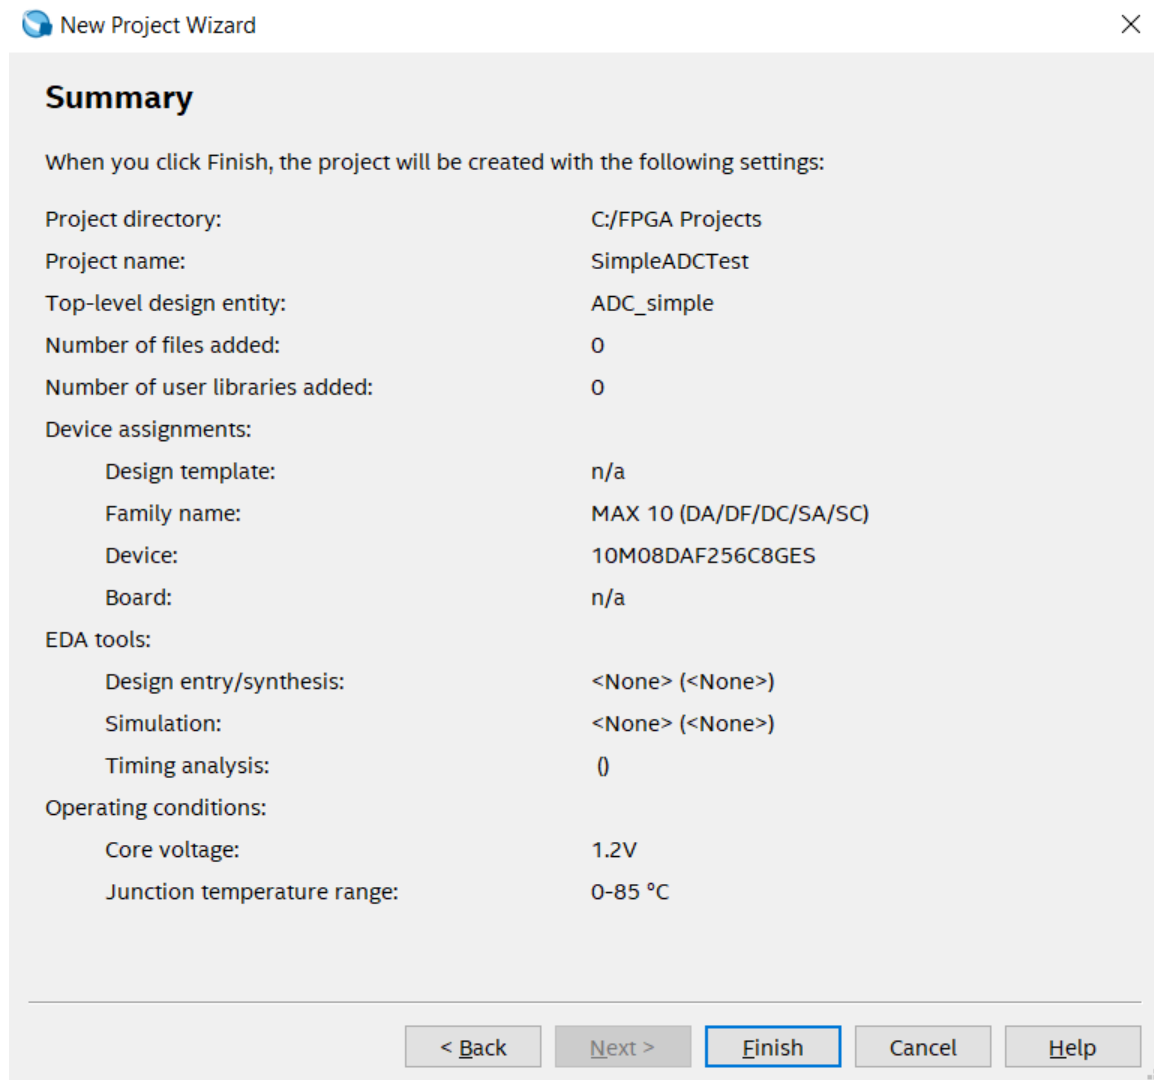 New Project Wizard
Summary
When you click Finish, the project will be created with the following settings:
Project directory: C:/FPGA Projects
Project name: SimpleADCTest
Top-level design entity: ADC_simple
Number of files added: 0
Number of user libraries added: 0
Device assignments:
Design template: n/a
Family name: MAX 10 (DA/DF/DC/SA/SC)
Device: 10M08DAF256C8GES
Board: n/a
EDA tools:
Design entry/synthesis: <None> (<None>)
Simulation: <None> (<None>)
Timing analysis: ()
Operating conditions:
Core voltage: 1.2V
Junction temperature range: 0-85 °C
< Back Next > Finish Cancel Help